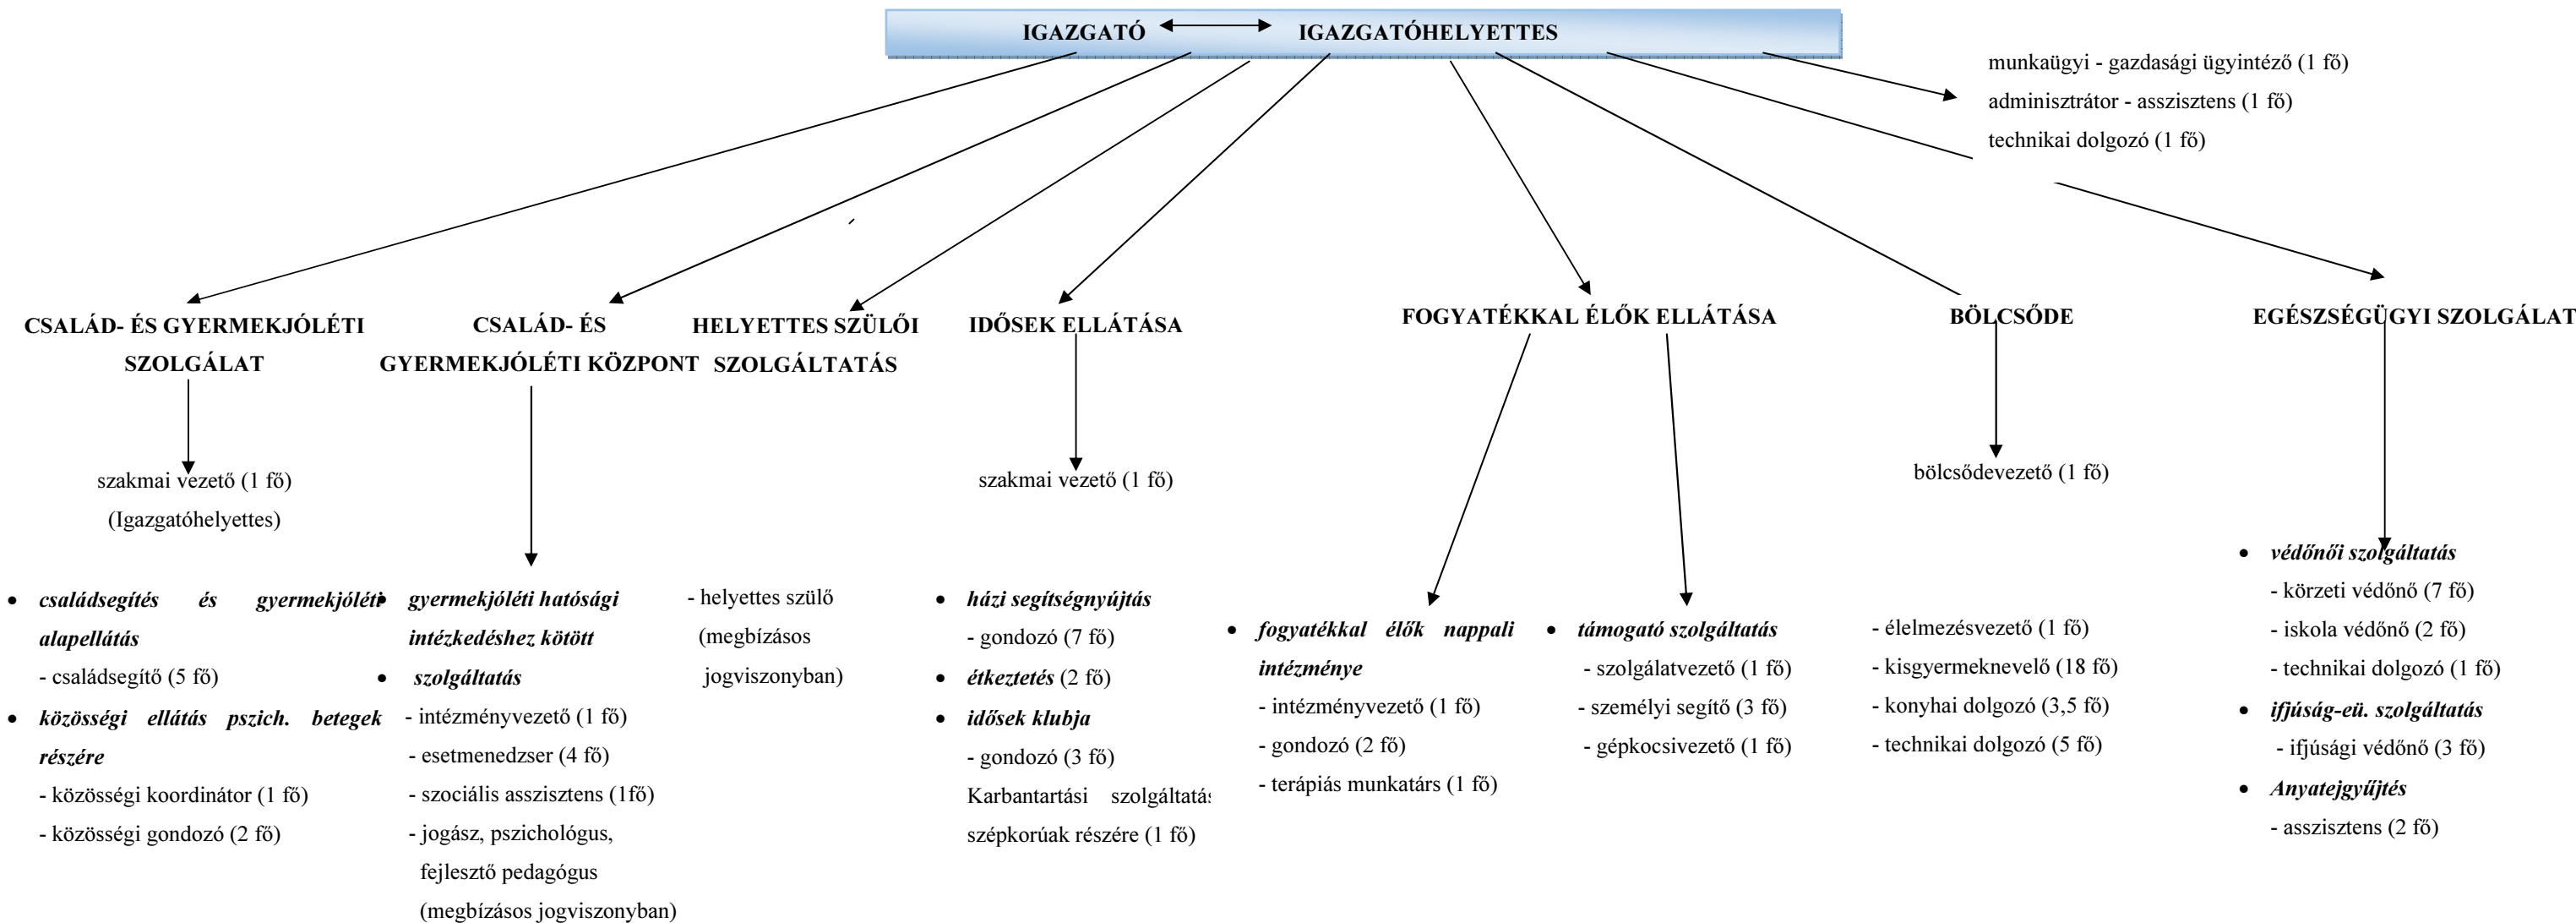 IGAZGATÓ IGAZGATÓHELYETTES
munkaügyi - gazdasági ügyintéző (1 fő)
adminisztrátor - asszisztens (1 fő)
technikai dolgozó (1 fő)
CSALÁD- ÉS GYERMEKJÓLÉTI
SZOLGÁLAT
szakmai vezető (1 fő)
(Igazgatóhelyettes)
• családsegítés és gyermekjóléti
alapellátás
- családsegítő (5 fő)
• közösségi ellátás pszich. betegek
részére
- közösségi koordinátor (1 fő)
- közösségi gondozó (2 fő)
CSALÁD- ÉS
GYERMEKJÓLÉTI KÖZPONT
• gyermekjóléti hatósági
intézkedéshez kötött
• szolgáltatás
- intézményvezető (1 fő)
- esetmenedzser (4 fő)
- szociális asszisztens (1fő)
- jogász, pszichológus,
fejlesztő pedagógus
(megbízásos jogviszonyban)
HELYETTES SZÜLŐI
SZOLGÁLTATÁS
- helyettes szülő
(megbízásos
jogviszonyban)
IDŐSEK ELLÁTÁSA
szakmai vezető (1 fő)
• házi segítségnyújtás
- gondozó (7 fő)
• étkeztetés (2 fő)
• idősek klubja
- gondozó (3 fő)
Karbantartási szolgáltatás
szépkorúak részére (1 fő)
FOGYATÉKKAL ÉLŐK ELLÁTÁSA
• fogyatékkal élők nappali
intézménye
- intézményvezető (1 fő)
- gondozó (2 fő)
- terápiás munkatárs (1 fő)
• támogató szolgáltatás
- szolgálatvezető (1 fő)
- személyi segítő (3 fő)
- gépkocsivezető (1 fő)
BÖLCSŐDE
bölcsődevezető (1 fő)
- élelmezésvezető (1 fő)
- kisgyermeknevelő (18 fő)
- konyhai dolgozó (3,5 fő)
- technikai dolgozó (5 fő)
EGÉSZSÉGÜGYI SZOLGÁLAT
• védőnői szolgáltatás
- körzeti védőnő (7 fő)
- iskola védőnő (2 fő)
- technikai dolgozó (1 fő)
• ifjúság-eü. szolgáltatás
- ifjúsági védőnő (3 fő)
• Anyatejgyűjtés
- asszisztens (2 fő)